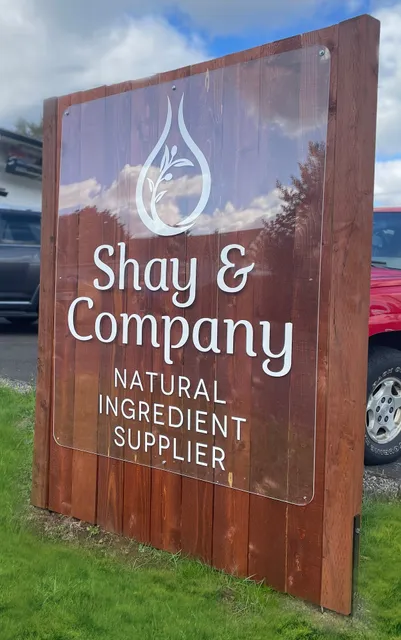 Shay &
Company
NATURAL
INGREDIENT
SUPPLIER